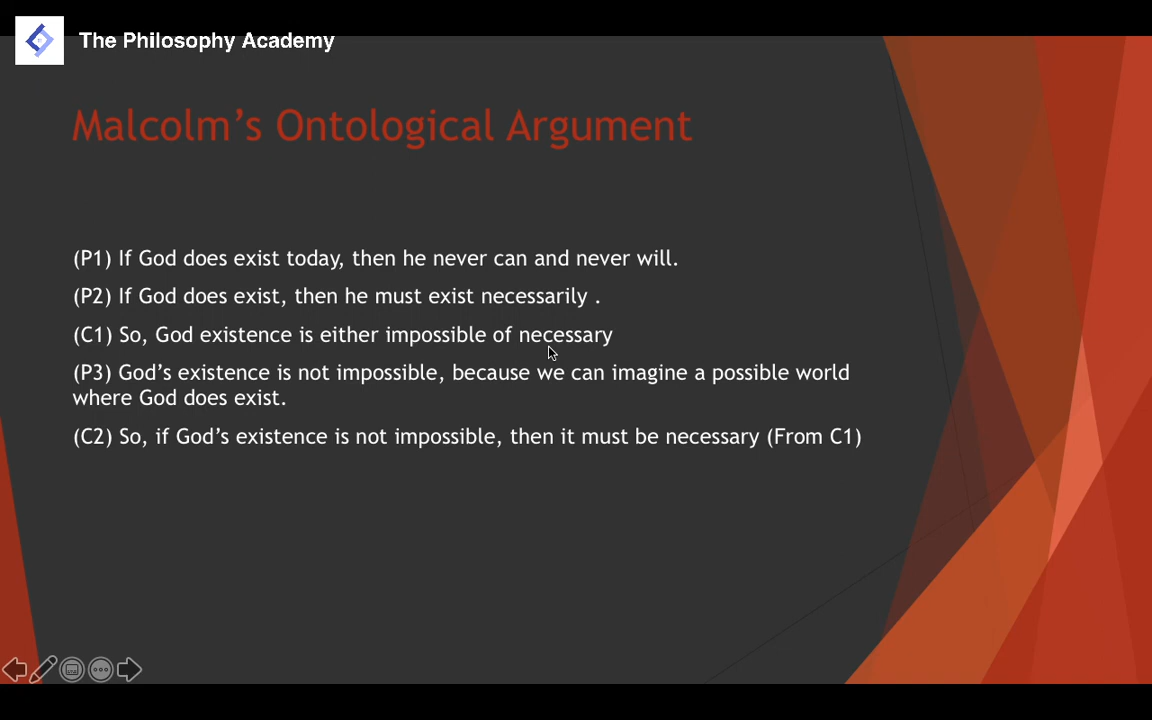 The Philosophy Academy
Malcolm's Ontological Argument
(P1) If God does exist today, then he never can and never will.
(P2) If God does exist, then he must exist necessarily .
(C1) So, God existence is either impossible of necessary
(P3) God's existence is not impossible, because we can imagine a possible world
where God does exist.
(C2) So, if God's existence is not impossible, then it must be necessary (From C1)